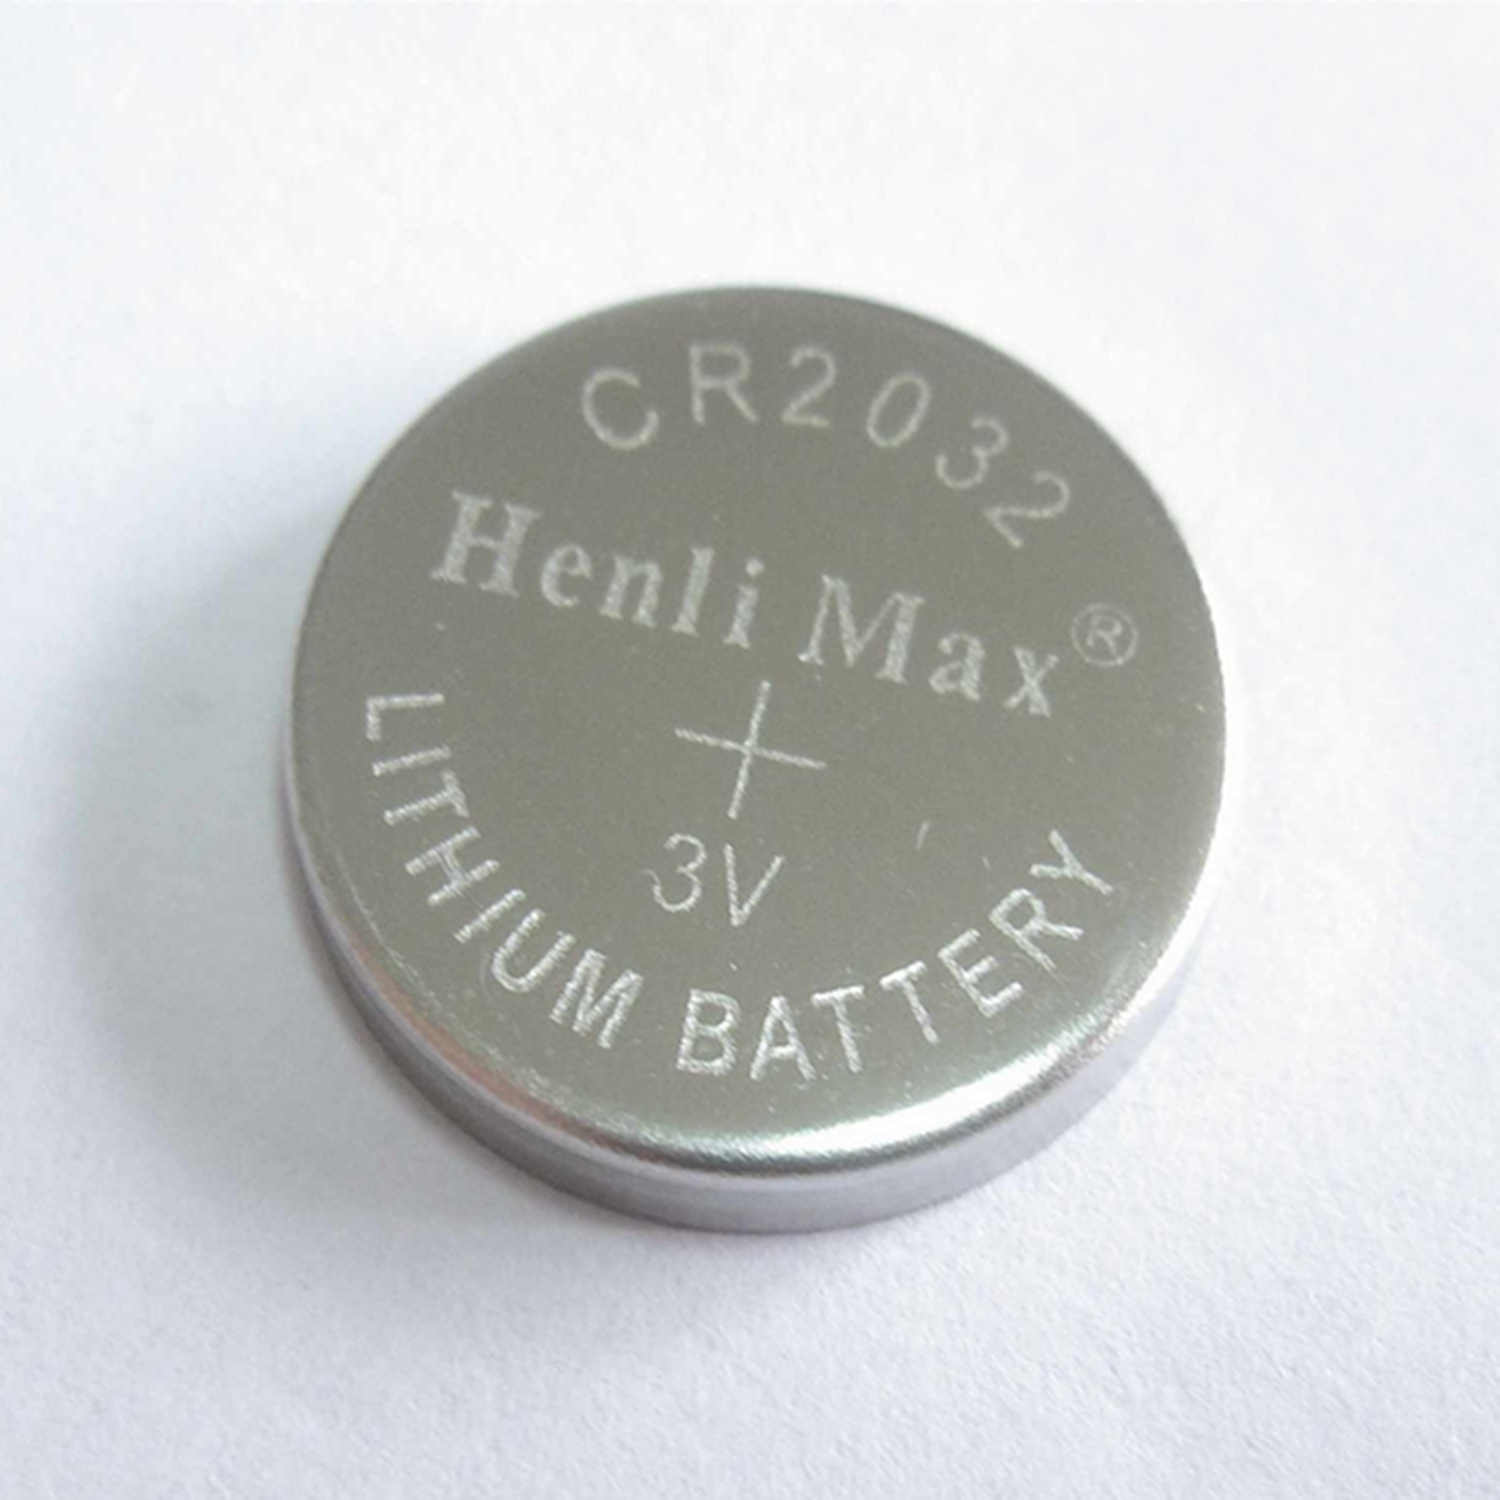 CR2032
Henli Max®
+
3V
LITHIUM BATTERY